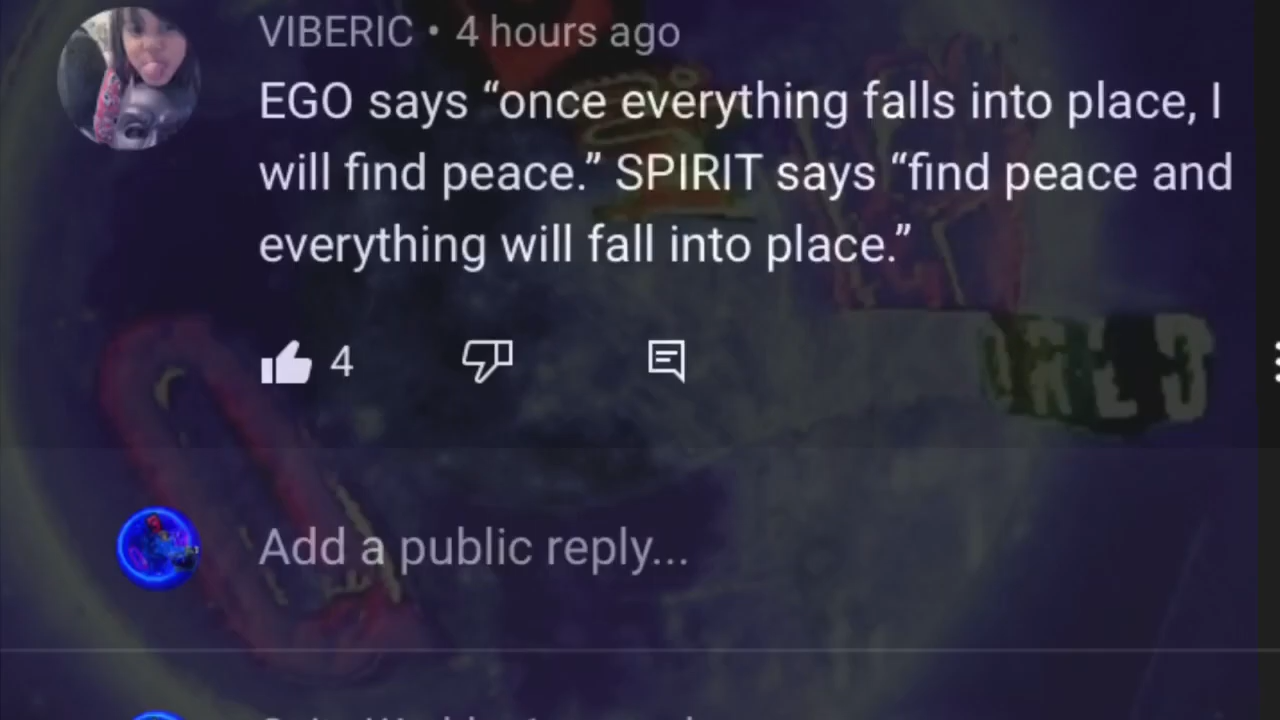 VIBERIC • 4 hours ago
EGO says “once everything falls into place, I
will find peace.” SPIRIT says “find peace and
everything will fall into place.”
4
Add a public reply...